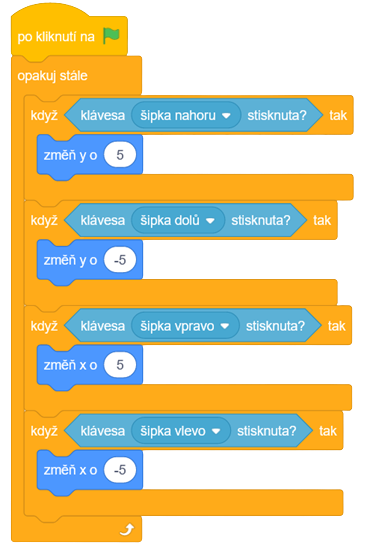 po kliknutí na
opakuj stále
když klávesa šipka nahoru stisknuta? tak
změň y o 5
když klávesa šipka dolů stisknuta? tak
změň y o -5
když klávesa šipka vpravo stisknuta? tak
změň x o 5
když klávesa šipka vlevo stisknuta? tak
změň x o -5